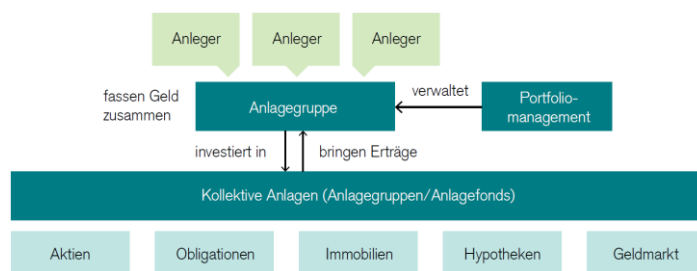 Anleger Anleger Anleger
fassen Geld
zusammen
Anlagegruppe
verwaltet
Portfolio-
management
investiert in
bringen Erträge
Kollektive Anlagen (Anlagegruppen/Anlagefonds)
Aktien Obligationen Immobilien Hypotheken Geldmarkt